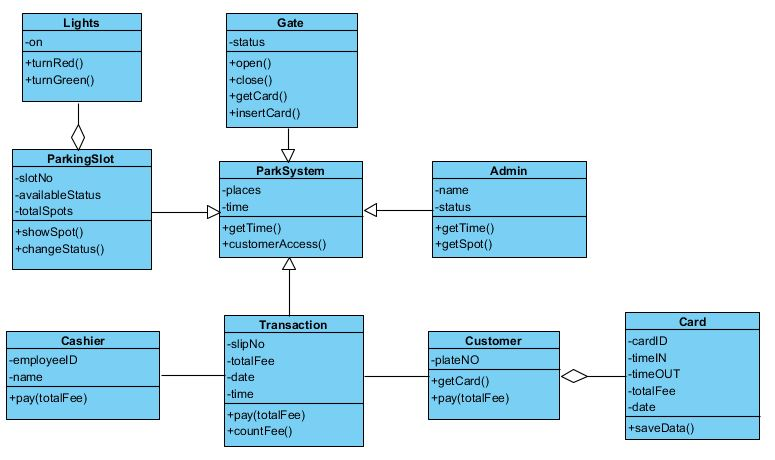 Lights
-on
+turnRed()
+turnGreen()
Gate
-status
+open()
+close()
+getCard()
+insertCard()
ParkingSlot
-slotNo
-availableStatus
-totalSpots
+showSpot()
+changeStatus()
ParkSystem
-places
-time
+getTime()
+customerAccess()
Admin
-name
-status
+getTime()
+getSpot()
Cashier
-employeeID
-name
+pay(totalFee)
Transaction
-slipNo
-totalFee
-date
-time
+pay(totalFee)
+countFee()
Customer
-plateNO
+getCard()
+pay(totalFee)
Card
-cardID
-timeIN
-timeOUT
-totalFee
-date
+saveData()